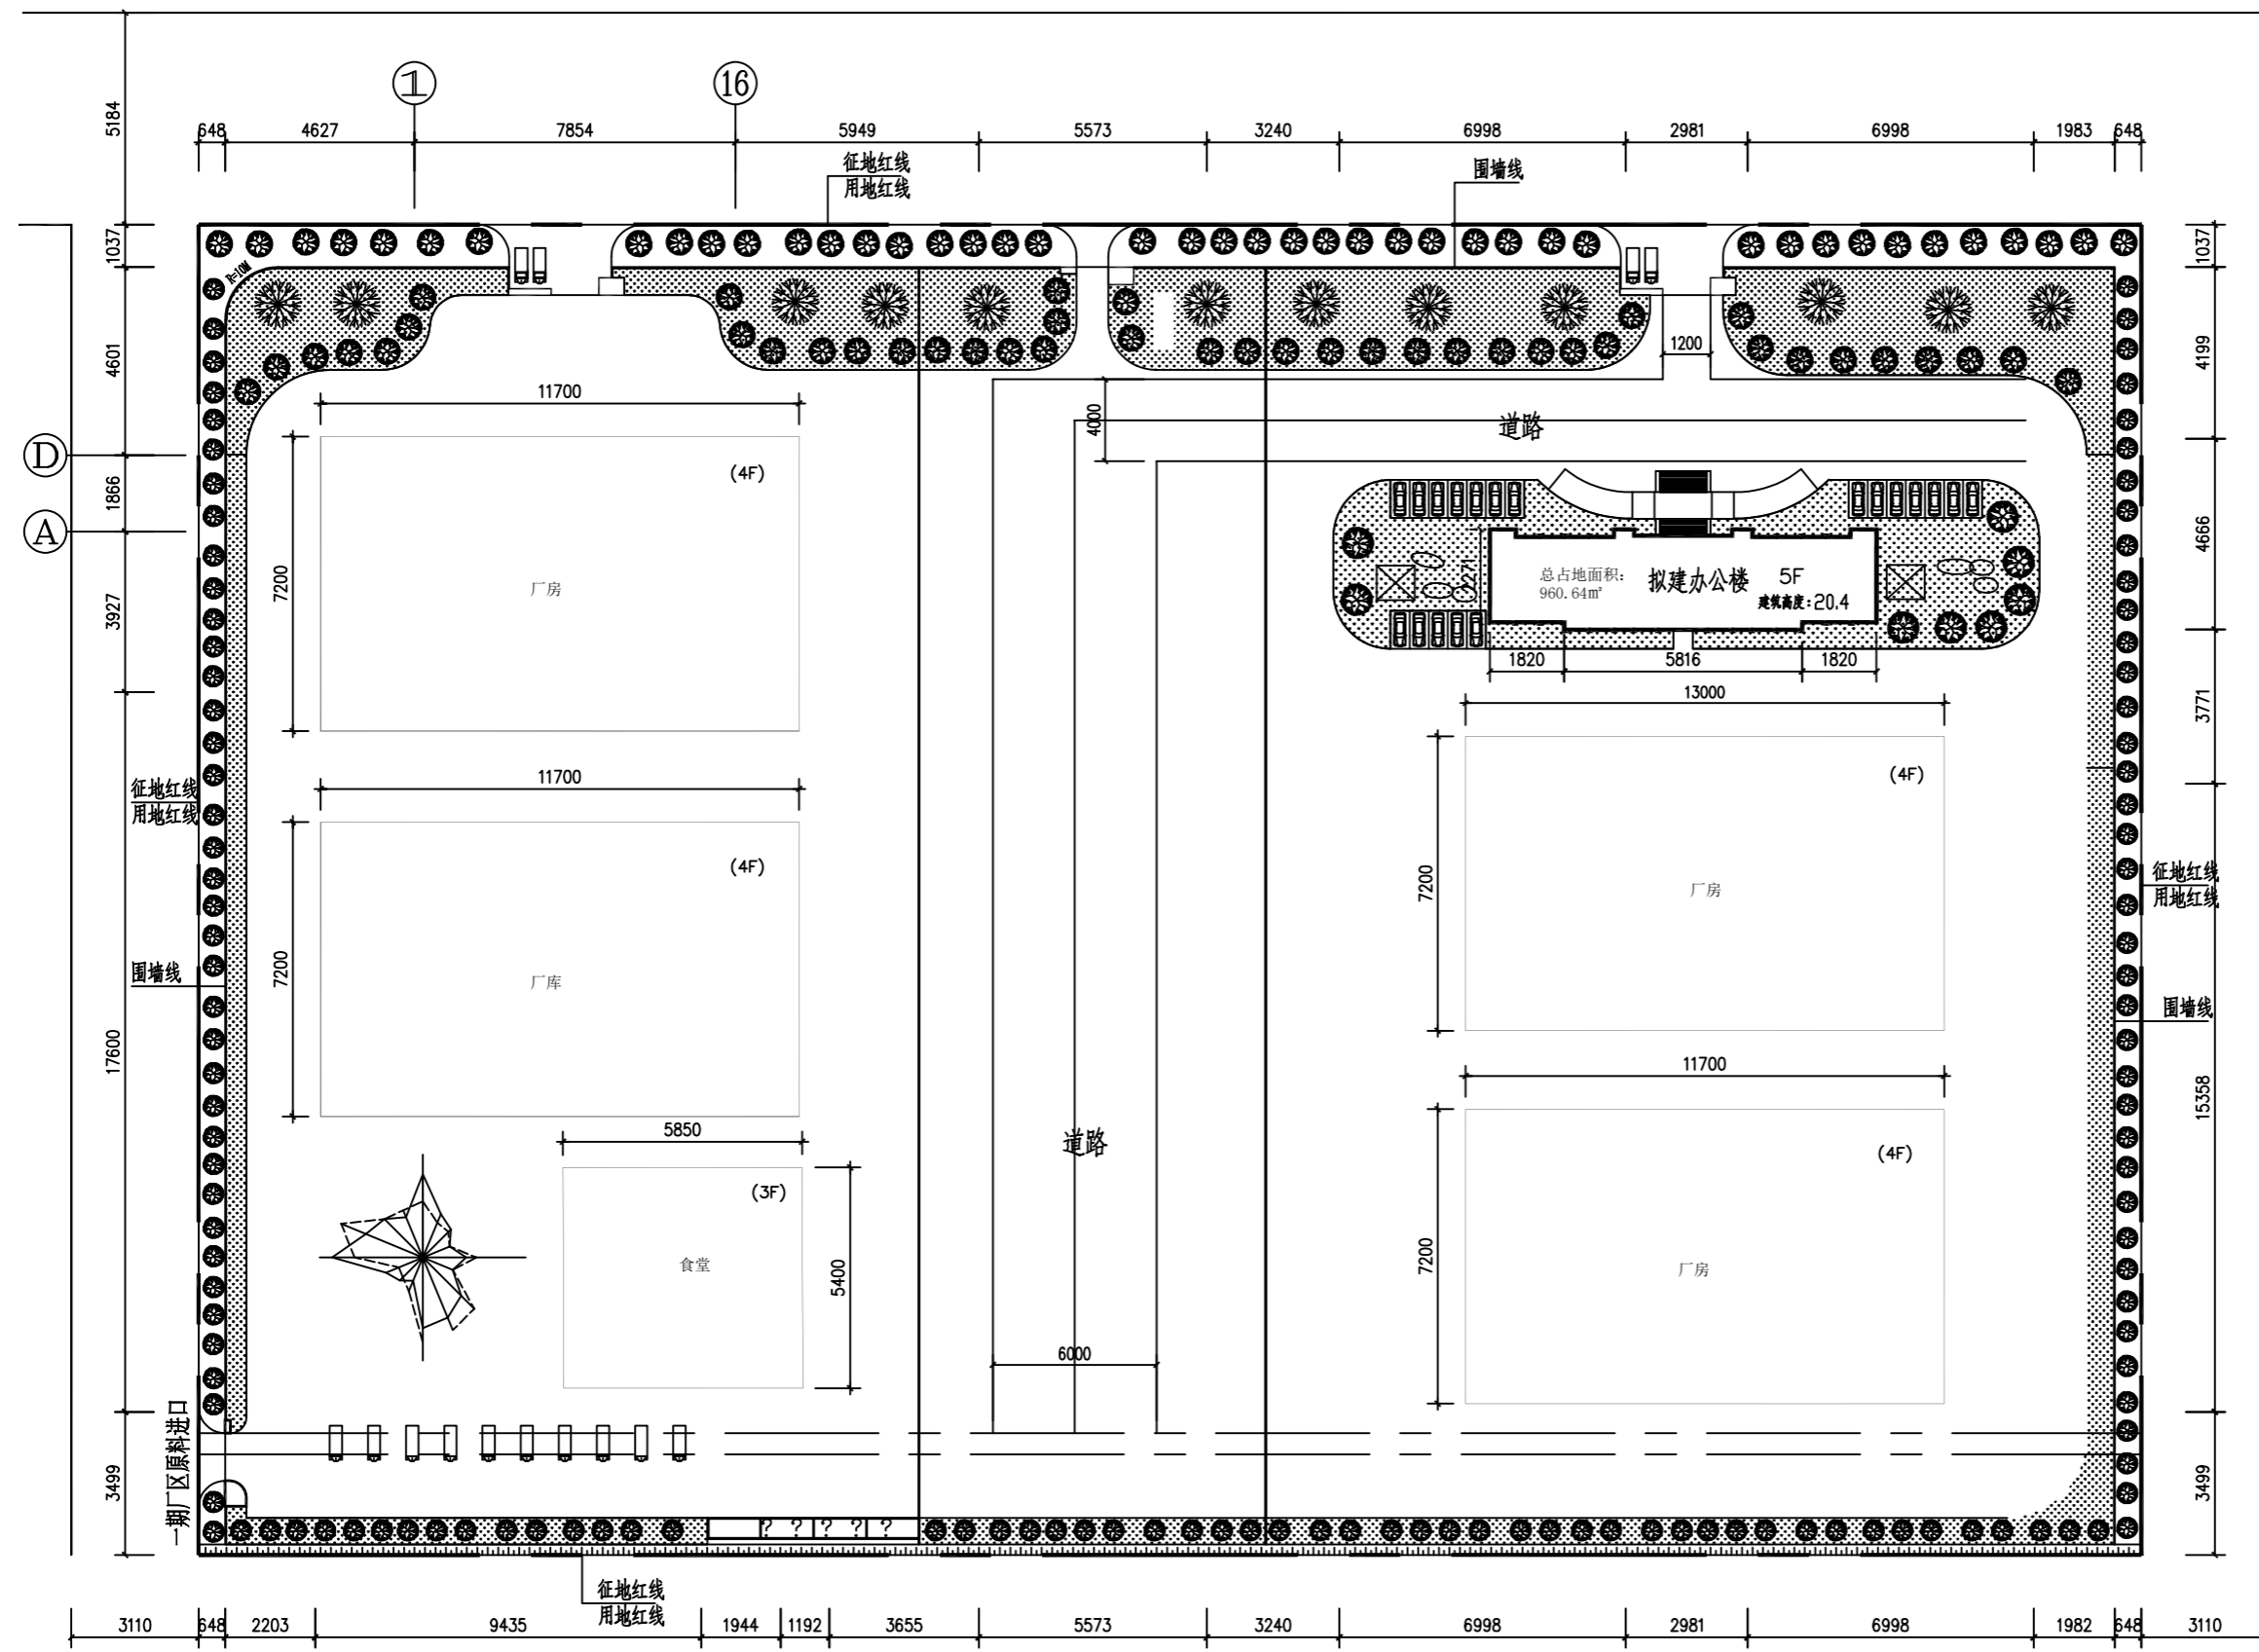 ① ⑯
5184
648 4627 7854 5949 5573 3240 6998 2981 6998 1983 648
征地红线
用地红线
围墙线
1037
1037
R=10M
4601
1200
4199
11700
4000
道路
Ⓓ
(4F)
1866
Ⓐ
4666
7200
厂房
2271
总占地面积:
960.64㎡
拟建办公楼 5F
建筑高度:20.4
3927
1820 5816 1820
13000
3771
11700
(4F)
征地红线
用地红线
(4F)
7200
厂房
征地红线
用地红线
围墙线
7200
厂库
围墙线
17600
11700
15358
5850
道路
(4F)
(3F)
7200
厂房
食堂
5400
6000
一期厂区原料进口
3499
3499
? ? ? ? ?
征地红线
用地红线
3110 648 2203 9435 1944 1192 3655 5573 3240 6998 2981 6998 1982 648 3110